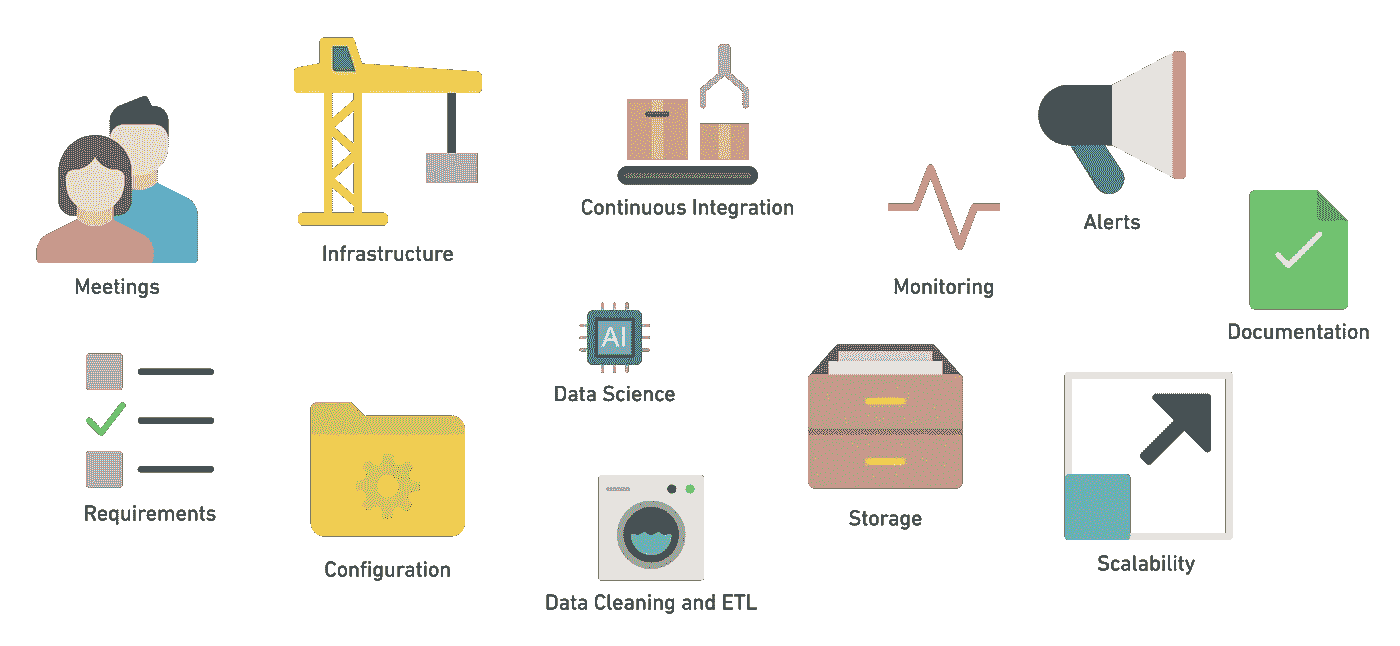 Meetings
Infrastructure
Continuous Integration
Monitoring
Alerts
Documentation
Requirements
Configuration
AI
Data Science
Data Cleaning and ETL
Storage
Scalability